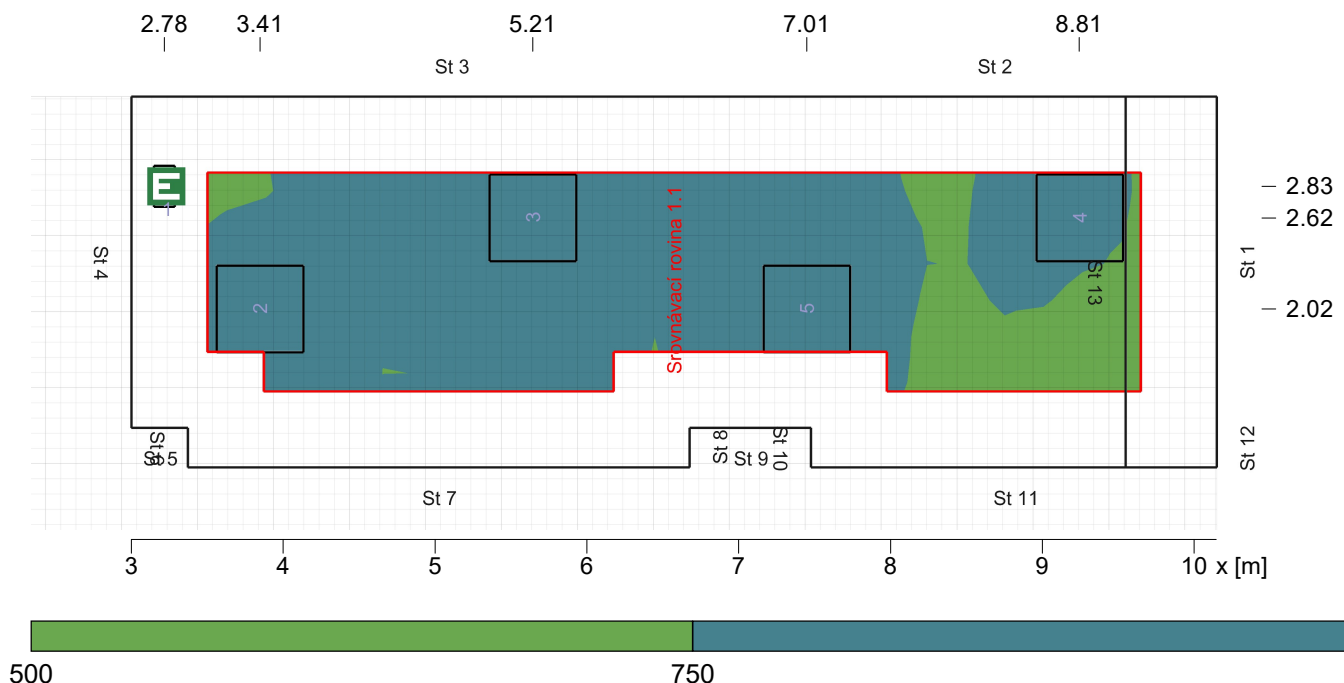 2.78 3.41 5.21 7.01 8.81
St 3 St 2
E
1
2.83
2.62
2.02
3
4
2
5
Srovnávací rovina 1.1
St 13
St 4
St 1
St 6
St 5
St 8
St 9
St 10
St 12
St 7 St 11
3 4 5 6 7 8 9 10 x [m]
500 750